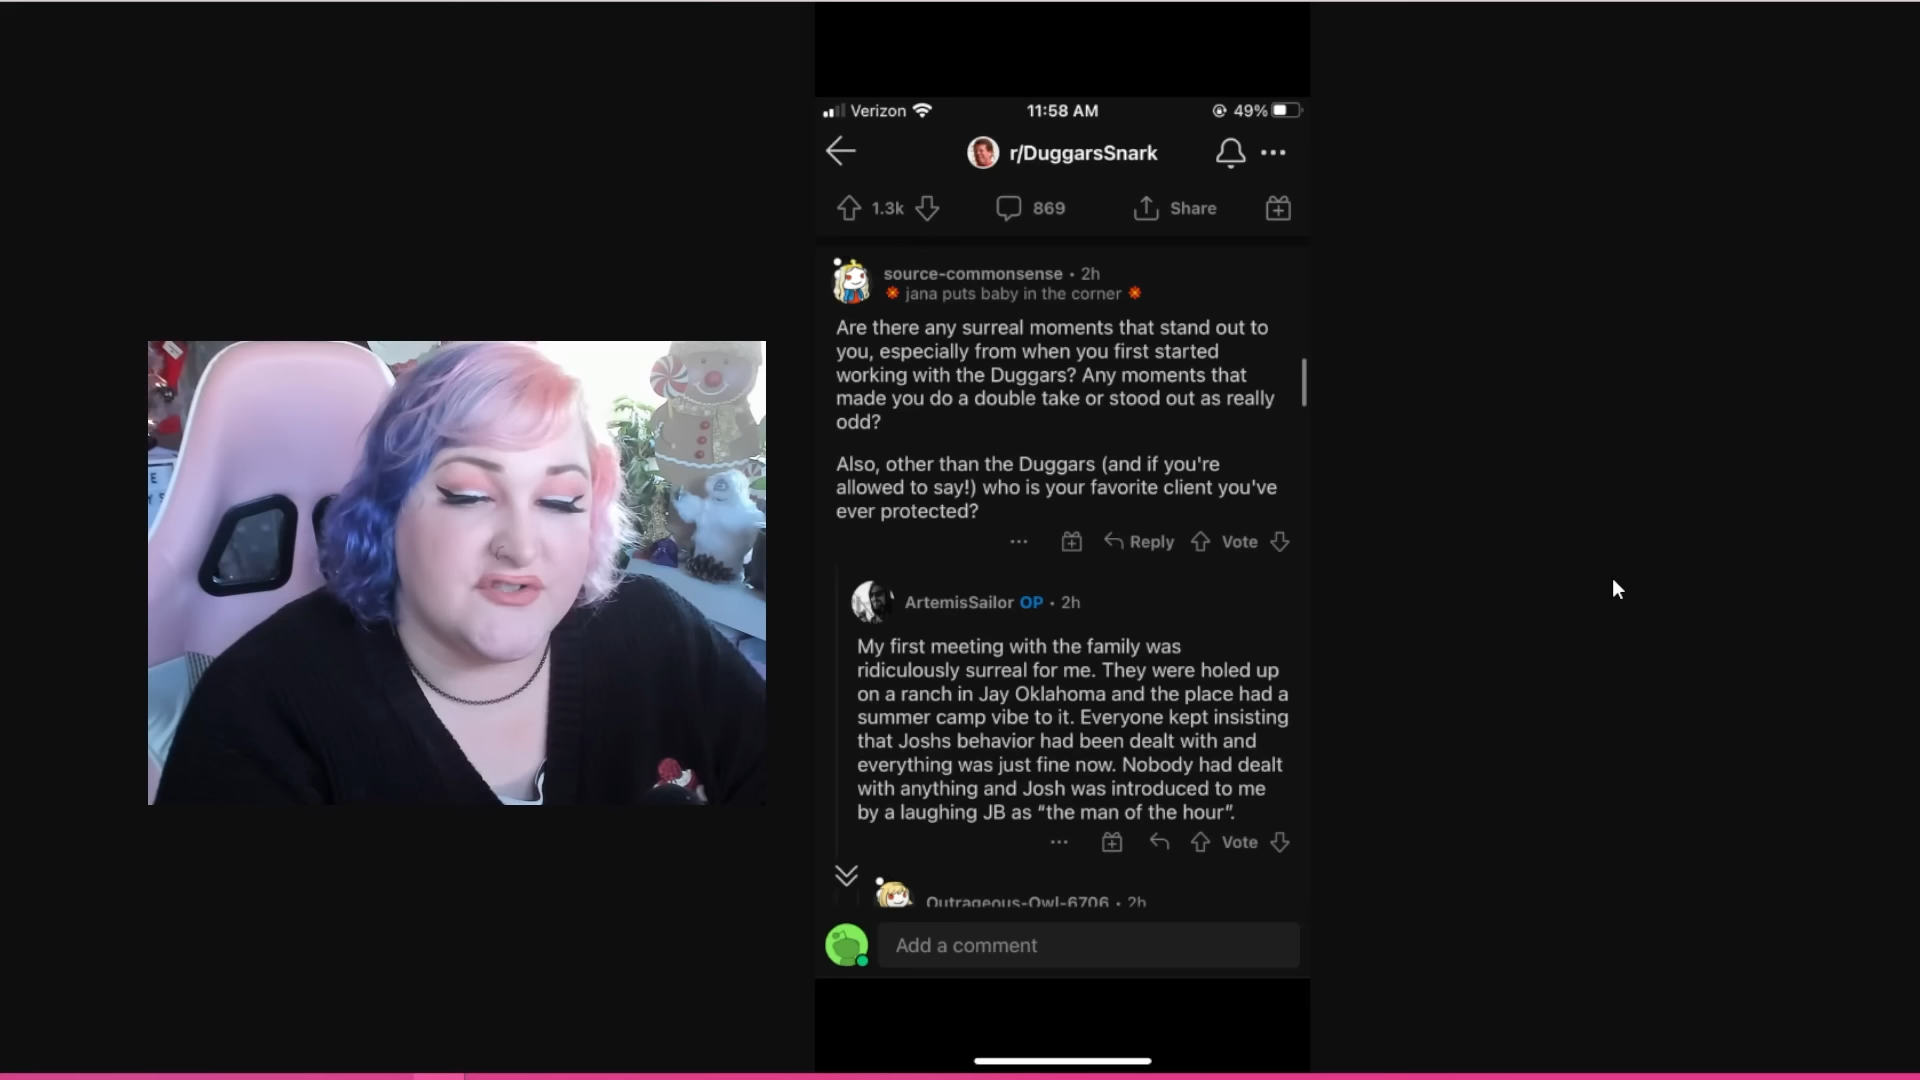 Verizon 11:58 AM 49%
r/DuggarsSnark
1.3k 869 Share
source-commonsense • 2h
jana puts baby in the corner
Are there any surreal moments that stand out to
you, especially from when you first started
working with the Duggars? Any moments that
made you do a double take or stood out as really
odd?
Also, other than the Duggars (and if you're
allowed to say!) who is your favorite client you've
ever protected?
... Reply Vote
ArtemisSailor OP • 2h
My first meeting with the family was
ridiculously surreal for me. They were holed up
on a ranch in Jay Oklahoma and the place had a
summer camp vibe to it. Everyone kept insisting
that Joshs behavior had been dealt with and
everything was just fine now. Nobody had dealt
with anything and Josh was introduced to me
by a laughing JB as “the man of the hour”.
... Vote
Outrageous-Owl-6706 • 2h
Add a comment